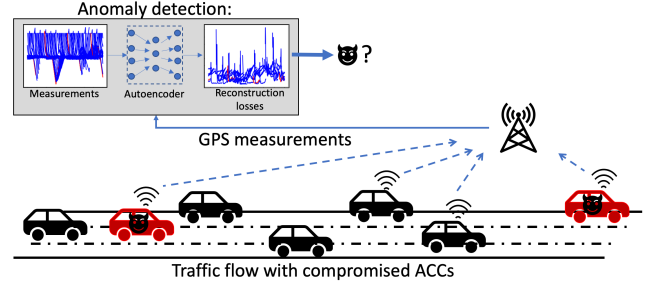 Anomaly detection:
Measurements
Autoencoder
Reconstruction
losses
?
GPS measurements
Traffic flow with compromised ACCs